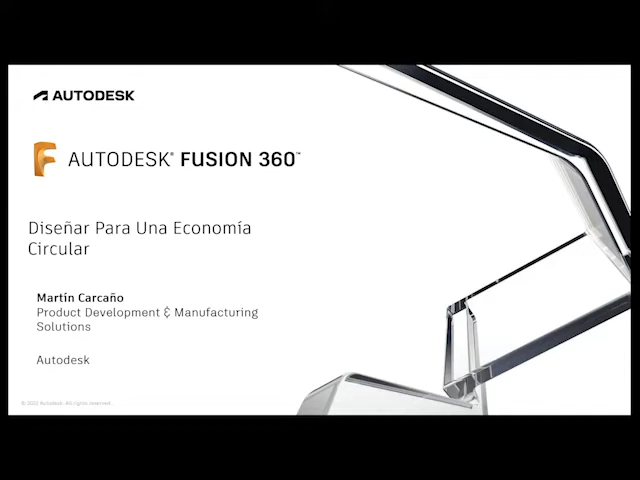 AUTODESK
AUTODESK® FUSION 360™
Diseñar Para Una Economía
Circular
Martín Carcaño
Product Development & Manufacturing
Solutions
Autodesk
© 2022 Autodesk. All rights reserved.